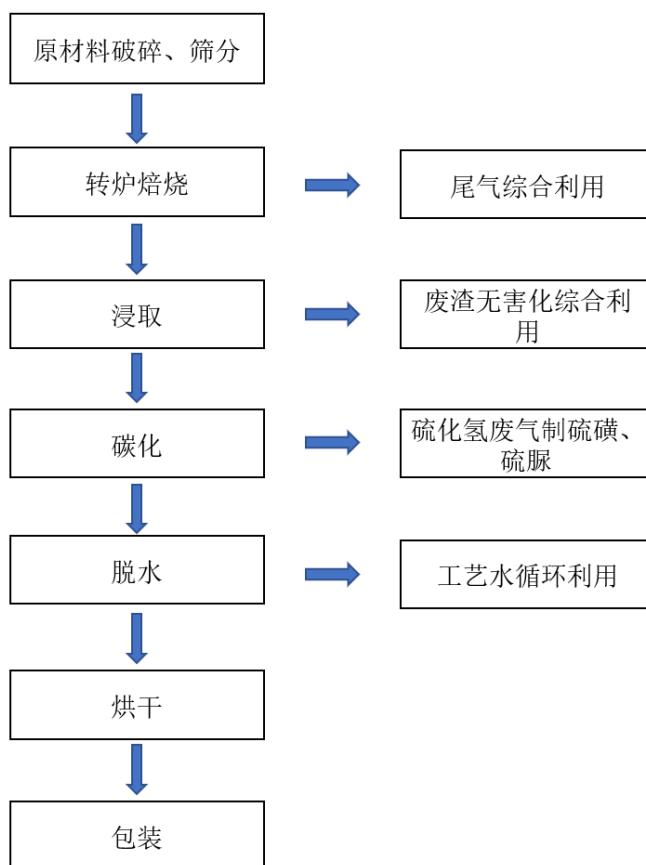 原材料破碎、筛分
转炉焙烧
尾气综合利用
浸取
废渣无害化综合利
用
碳化
硫化氢废气制硫磺、
硫脲
脱水
工艺水循环利用
烘干
包装